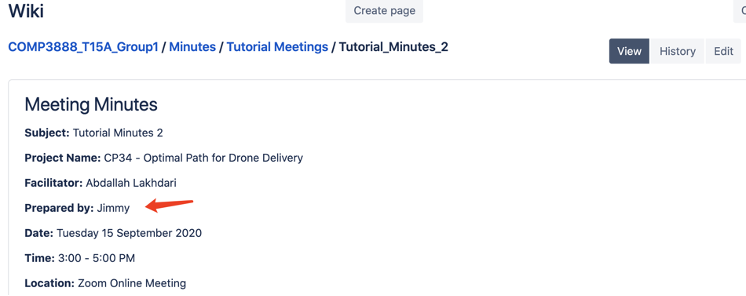 Wiki
Create page
COMP3888_T15A_Group1 / Minutes / Tutorial Meetings / Tutorial_Minutes_2
View History Edit
Meeting Minutes
Subject: Tutorial Minutes 2
Project Name: CP34 - Optimal Path for Drone Delivery
Facilitator: Abdallah Lakhdari
Prepared by: Jimmy
Date: Tuesday 15 September 2020
Time: 3:00 - 5:00 PM
Location: Zoom Online Meeting